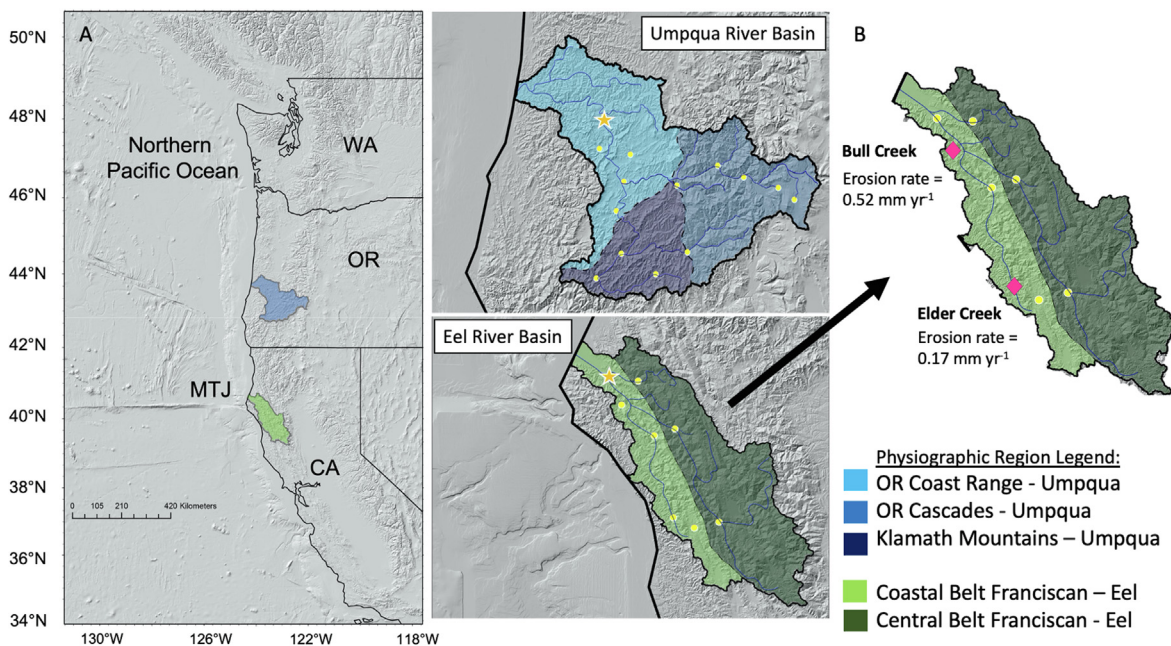 A
50°N
48°N
46°N
44°N
42°N
40°N
38°N
36°N
34°N
Northern
Pacific Ocean
WA
OR
MTJ
CA
0 105 210 420 Kilometers
130°W 126°W 122°W 118°W
Umpqua River Basin
Eel River Basin
B
Bull Creek
Erosion rate =
0.52 mm yr⁻¹
Elder Creek
Erosion rate =
0.17 mm yr⁻¹
Physiographic Region Legend:
OR Coast Range - Umpqua
OR Cascades - Umpqua
Klamath Mountains – Umpqua
Coastal Belt Franciscan – Eel
Central Belt Franciscan - Eel